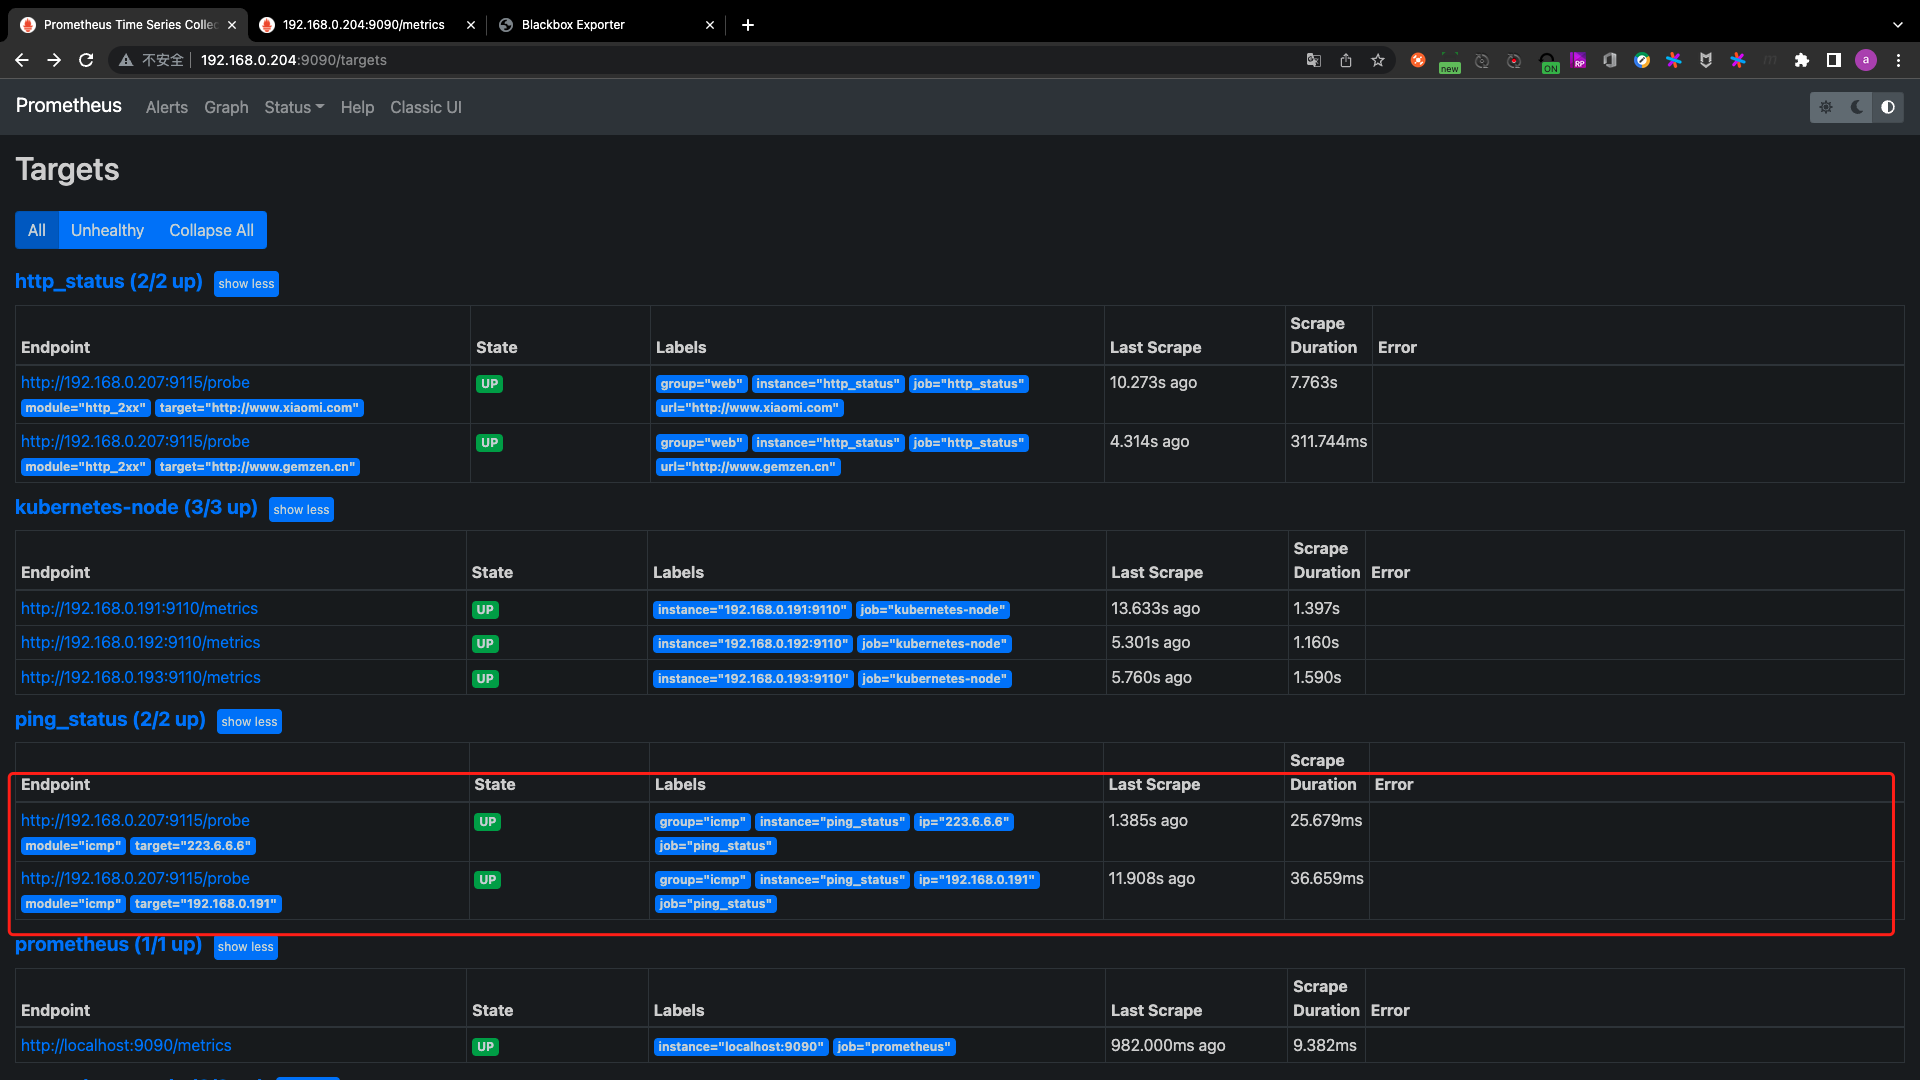 Prometheus Time Series Collec
192.168.0.204:9090/metrics
Blackbox Exporter
不安全 192.168.0.204:9090/targets
new
ON
RP
a
Prometheus Alerts Graph Status Help Classic UI
Targets
All Unhealthy Collapse All
http_status (2/2 up) show less
Endpoint State Labels Last Scrape Scrape Duration Error
http://192.168.0.207:9115/probe UP group="web" instance="http_status" job="http_status" 10.273s ago 7.763s
module="http_2xx" target="http://www.xiaomi.com" url="http://www.xiaomi.com"
http://192.168.0.207:9115/probe UP group="web" instance="http_status" job="http_status" 4.314s ago 311.744ms
module="http_2xx" target="http://www.gemzen.cn" url="http://www.gemzen.cn"
kubernetes-node (3/3 up) show less
Endpoint State Labels Last Scrape Scrape Duration Error
http://192.168.0.191:9110/metrics UP instance="192.168.0.191:9110" job="kubernetes-node" 13.633s ago 1.397s
http://192.168.0.192:9110/metrics UP instance="192.168.0.192:9110" job="kubernetes-node" 5.301s ago 1.160s
http://192.168.0.193:9110/metrics UP instance="192.168.0.193:9110" job="kubernetes-node" 5.760s ago 1.590s
ping_status (2/2 up) show less
Endpoint State Labels Last Scrape Scrape Duration Error
http://192.168.0.207:9115/probe UP group="icmp" instance="ping_status" ip="223.6.6.6" 1.385s ago 25.679ms
module="icmp" target="223.6.6.6" job="ping_status"
http://192.168.0.207:9115/probe UP group="icmp" instance="ping_status" ip="192.168.0.191" 11.908s ago 36.659ms
module="icmp" target="192.168.0.191" job="ping_status"
prometheus (1/1 up) show less
Endpoint State Labels Last Scrape Scrape Duration Error
http://localhost:9090/metrics UP instance="localhost:9090" job="prometheus" 982.000ms ago 9.382ms